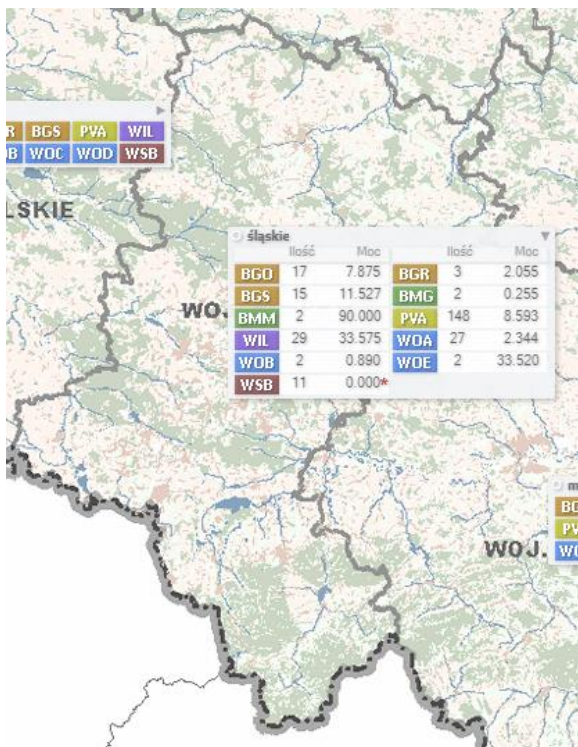 R BGS PVA WIL
OB WOC WOD WSB
LSKIE
śląskie
Ilość Moc Ilość Moc
BGO 17 7.875 BGR 3 2.055
BGS 15 11.527 BMG 2 0.255
BMM 2 90.000 PVA 148 8.593
WIL 29 33.575 WOA 27 2.344
WOB 2 0.890 WOE 2 33.520
WSB 11 0.000*
WOJ.
m
BG
PV
WO
WOJ.